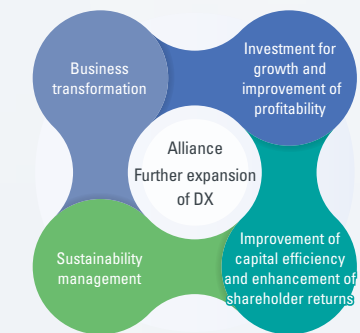 Business
transformation
Investment for
growth and
improvement of
profitability
Alliance
Further expansion
of DX
Sustainability
management
Improvement of
capital efficiency
and enhancement of
shareholder returns